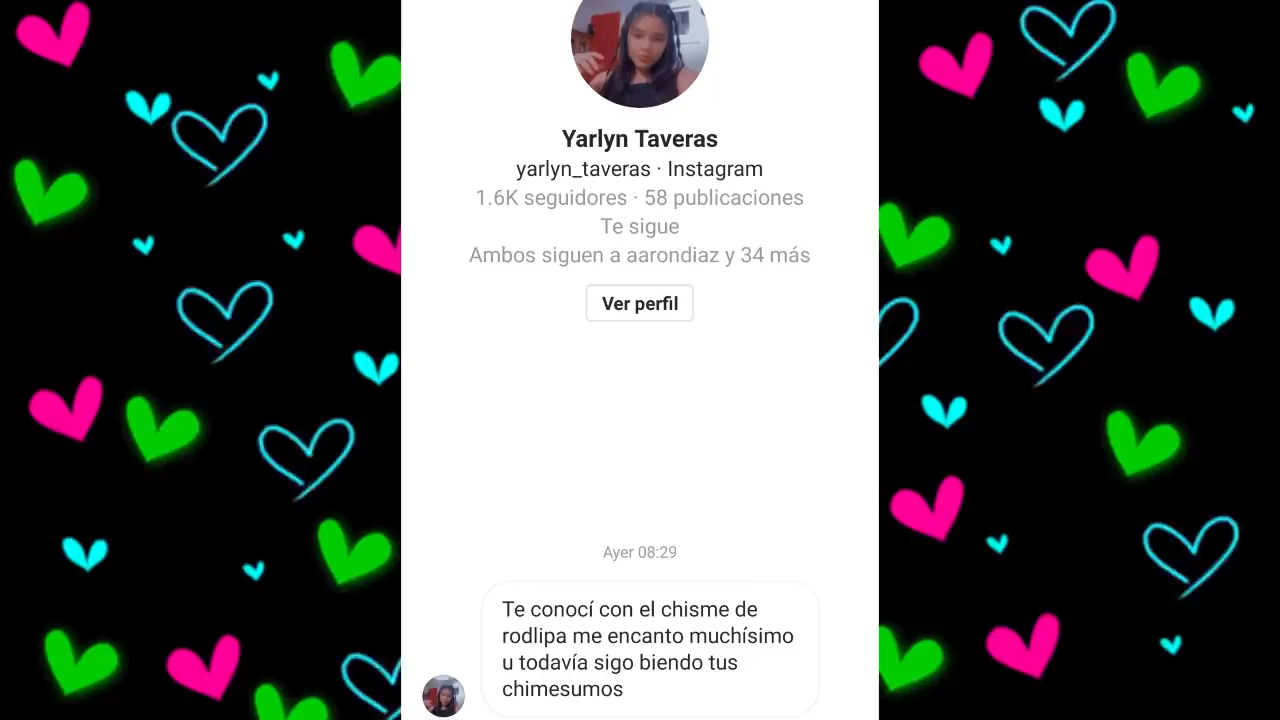 Yarlyn Taveras
yarlyn_taveras · Instagram
1.6K seguidores · 58 publicaciones
Te sigue
Ambos siguen a aarondiaz y 34 más
Ver perfil
Ayer 08:29
Te conocí con el chisme de
rodlipa me encanto muchísimo
u todavía sigo biendo tus
chimesumos